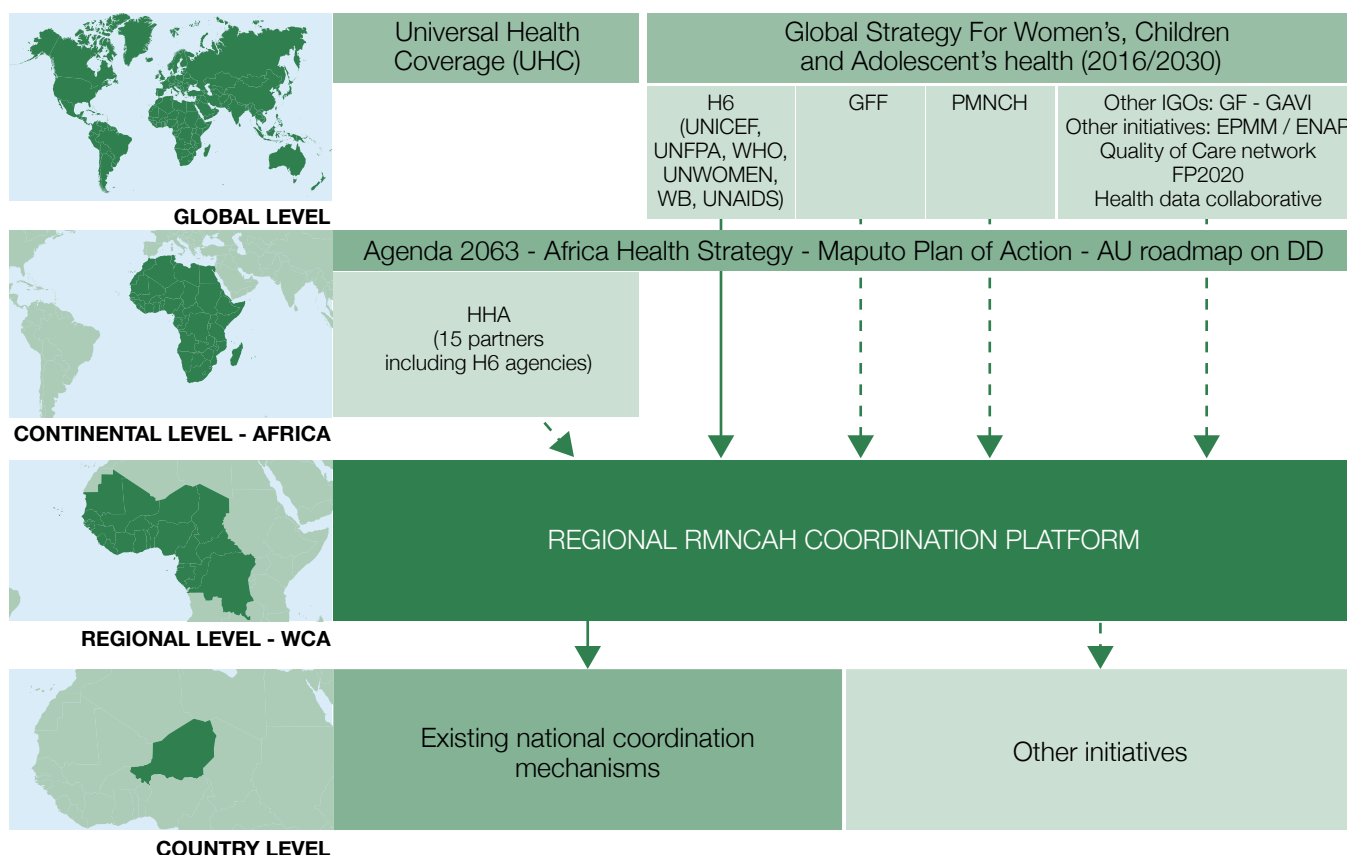 Universal Health
Coverage (UHC)
Global Strategy For Women's, Children
and Adolescent's health (2016/2030)
H6
(UNICEF,
UNFPA, WHO,
UNWOMEN,
WB, UNAIDS)
GFF
PMNCH
Other IGOs: GF - GAVI
Other initiatives: EPMM / ENAP
Quality of Care network
FP2020
Health data collaborative
GLOBAL LEVEL
Agenda 2063 - Africa Health Strategy - Maputo Plan of Action - AU roadmap on DD
HHA
(15 partners
including H6 agencies)
CONTINENTAL LEVEL - AFRICA
REGIONAL RMNCAH COORDINATION PLATFORM
REGIONAL LEVEL - WCA
Existing national coordination
mechanisms
Other initiatives
COUNTRY LEVEL